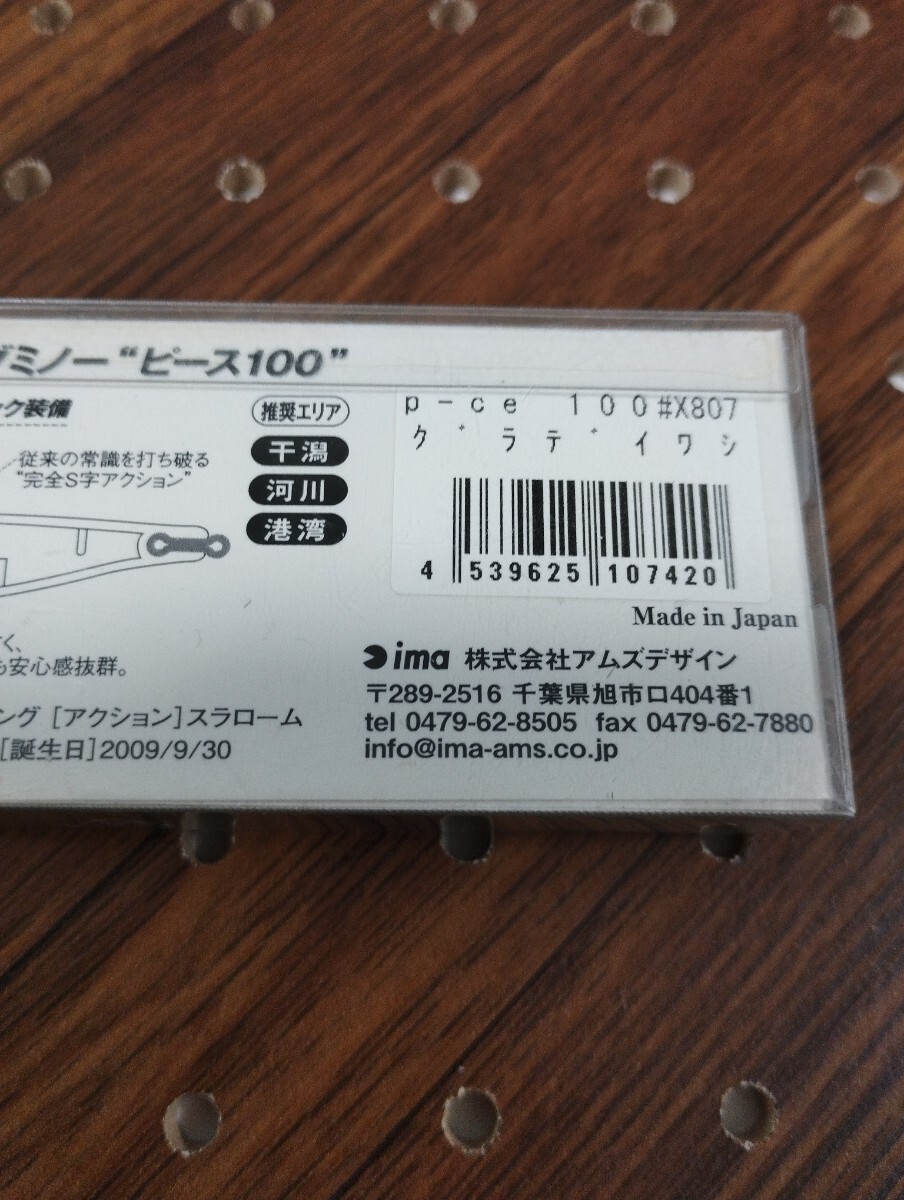 グミノー“ピース100”
ック装備
従来の常識を打ち破る
“完全S字アクション”
推奨エリア
干潟
河川
港湾
p-ce 100#X807
グラデイワシ
4 539625 107420
Made in Japan
く、
も安心感抜群。
ima 株式会社アムズデザイン
〒289-2516 千葉県旭市ロ404番1
tel 0479-62-8505 fax 0479-62-7880
info@ima-ams.co.jp
ング [アクション]スラローム
[誕生日]2009/9/30